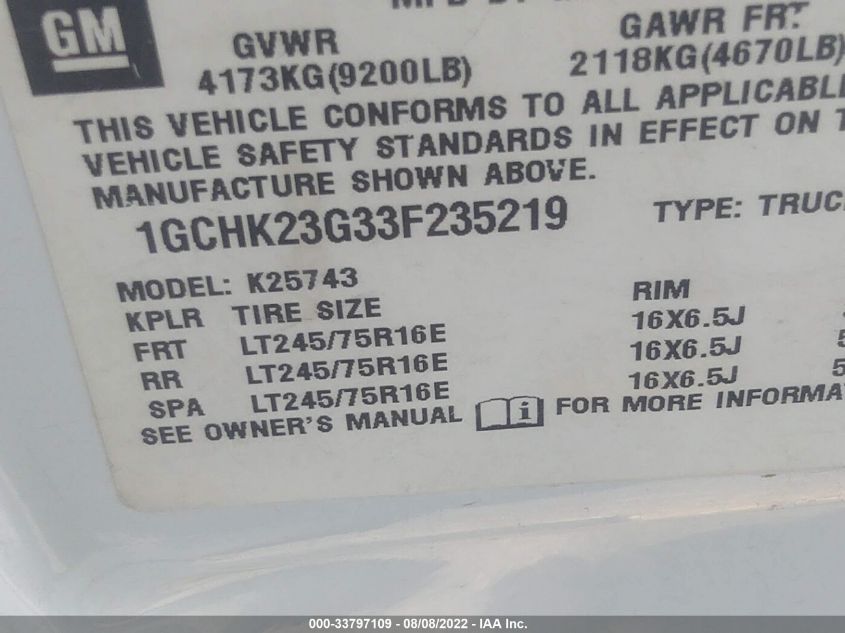 GM
GVWR
4173KG(9200LB)
GAWR FRT
2118KG(4670LB)
THIS VEHICLE CONFORMS TO ALL APPLICABLE
VEHICLE SAFETY STANDARDS IN EFFECT ON
MANUFACTURE SHOWN ABOVE.
1GCHK23G33F235219 TYPE: TRUC
MODEL: K25743
KPLR TIRE SIZE RIM
FRT LT245/75R16E 16X6.5J
RR LT245/75R16E 16X6.5J
SPA LT245/75R16E 16X6.5J
SEE OWNER'S MANUAL i FOR MORE INFORMA
000-33797109 - 08/08/2022 - IAA Inc.